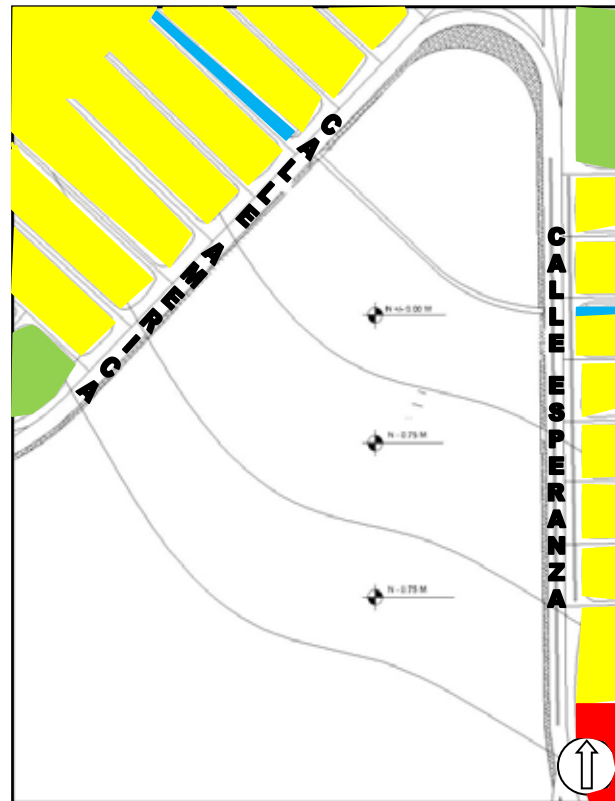 CALLE AMERICA
CALLE ESPERANZA
N +/- 0.00 M
N - 0.75 M
N - 0.75 M